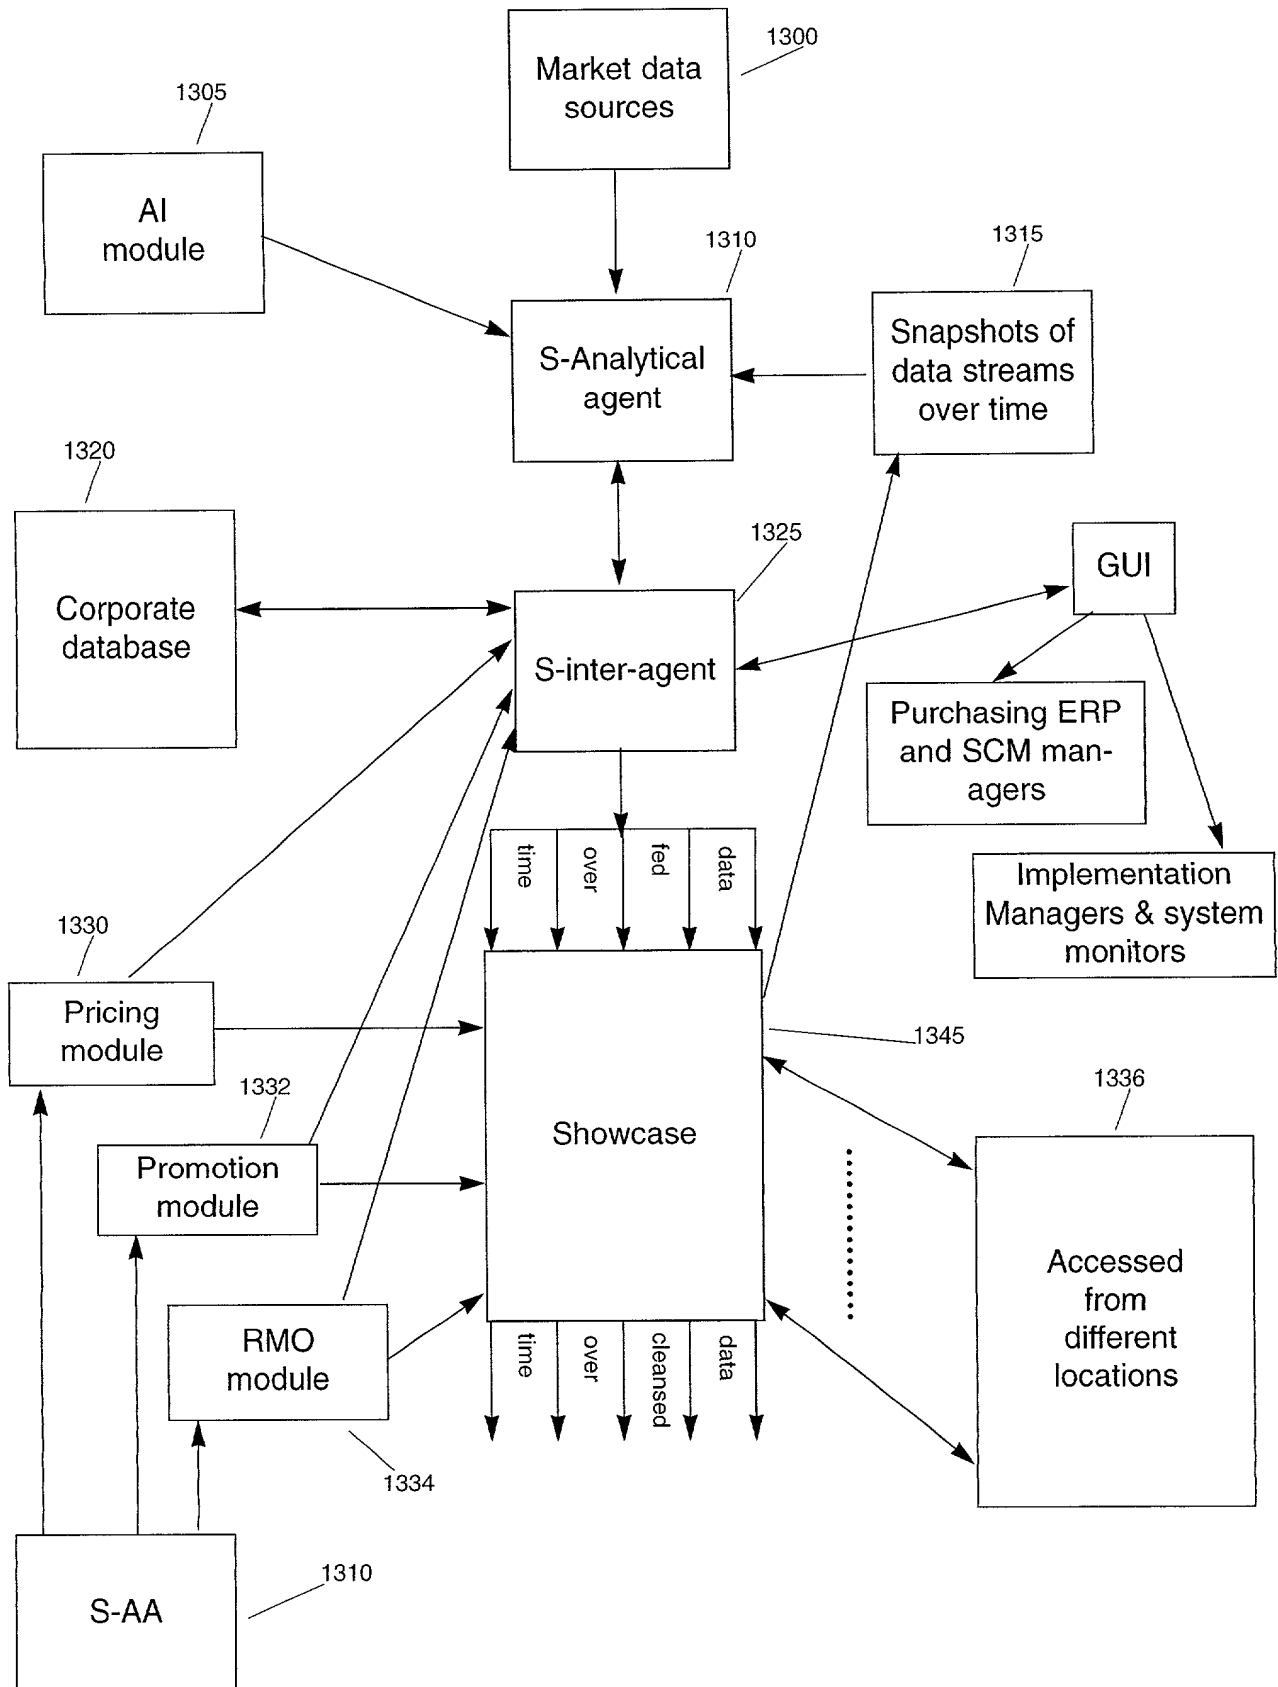 1300
Market data
sources
1305
AI
module
1310
1315
S-Analytical
agent
Snapshots of
data streams
over time
1320
1325
GUI
Corporate
database
S-inter-agent
Purchasing ERP
and SCM man-
agers
time over fed data
Implementation
Managers & system
monitors
1330
Pricing
module
1345
1332
1336
Promotion
module
Showcase
Accessed
from
different
locations
RMO
module
time over cleansed data
1334
S-AA
1310